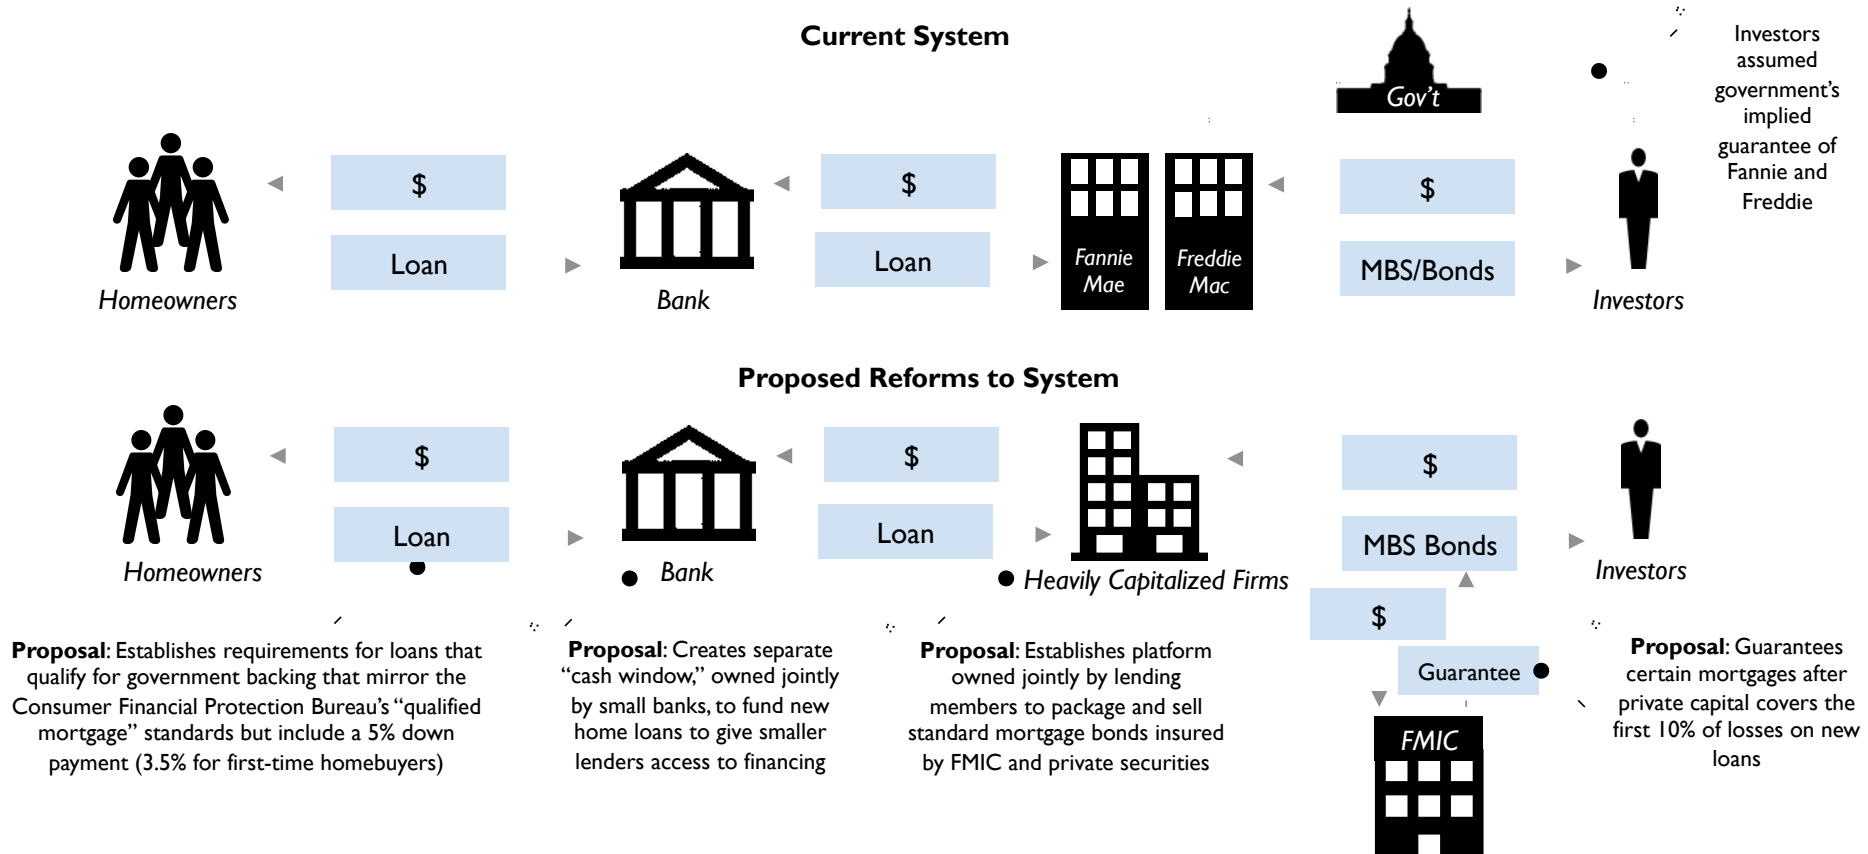 Current System
Gov't
Investors
assumed
government's
implied
guarantee of
Fannie and
Freddie
$
Loan
$
Loan
Fannie
Mae
Freddie
Mac
$
MBS/Bonds
Homeowners
Bank
Investors
Proposed Reforms to System
$
Loan
$
Loan
$
MBS Bonds
Homeowners
Bank
Heavily Capitalized Firms
Investors
$
Guarantee
FMIC
Proposal: Establishes requirements for loans that
qualify for government backing that mirror the
Consumer Financial Protection Bureau's “qualified
mortgage” standards but include a 5% down
payment (3.5% for first-time homebuyers)
Proposal: Creates separate
“cash window,” owned jointly
by small banks, to fund new
home loans to give smaller
lenders access to financing
Proposal: Establishes platform
owned jointly by lending
members to package and sell
standard mortgage bonds insured
by FMIC and private securities
Proposal: Guarantees
certain mortgages after
private capital covers the
first 10% of losses on new
loans